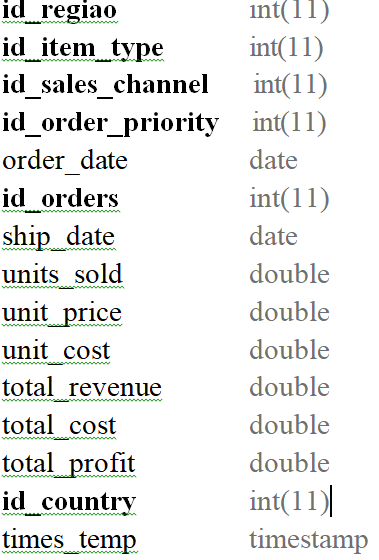 id_regiao int(11)
id_item_type int(11)
id_sales_channel int(11)
id_order_priority int(11)
order_date date
id_orders int(11)
ship_date date
units_sold double
unit_price double
unit_cost double
total_revenue double
total_cost double
total_profit double
id_country int(11)
times_temp timestamp